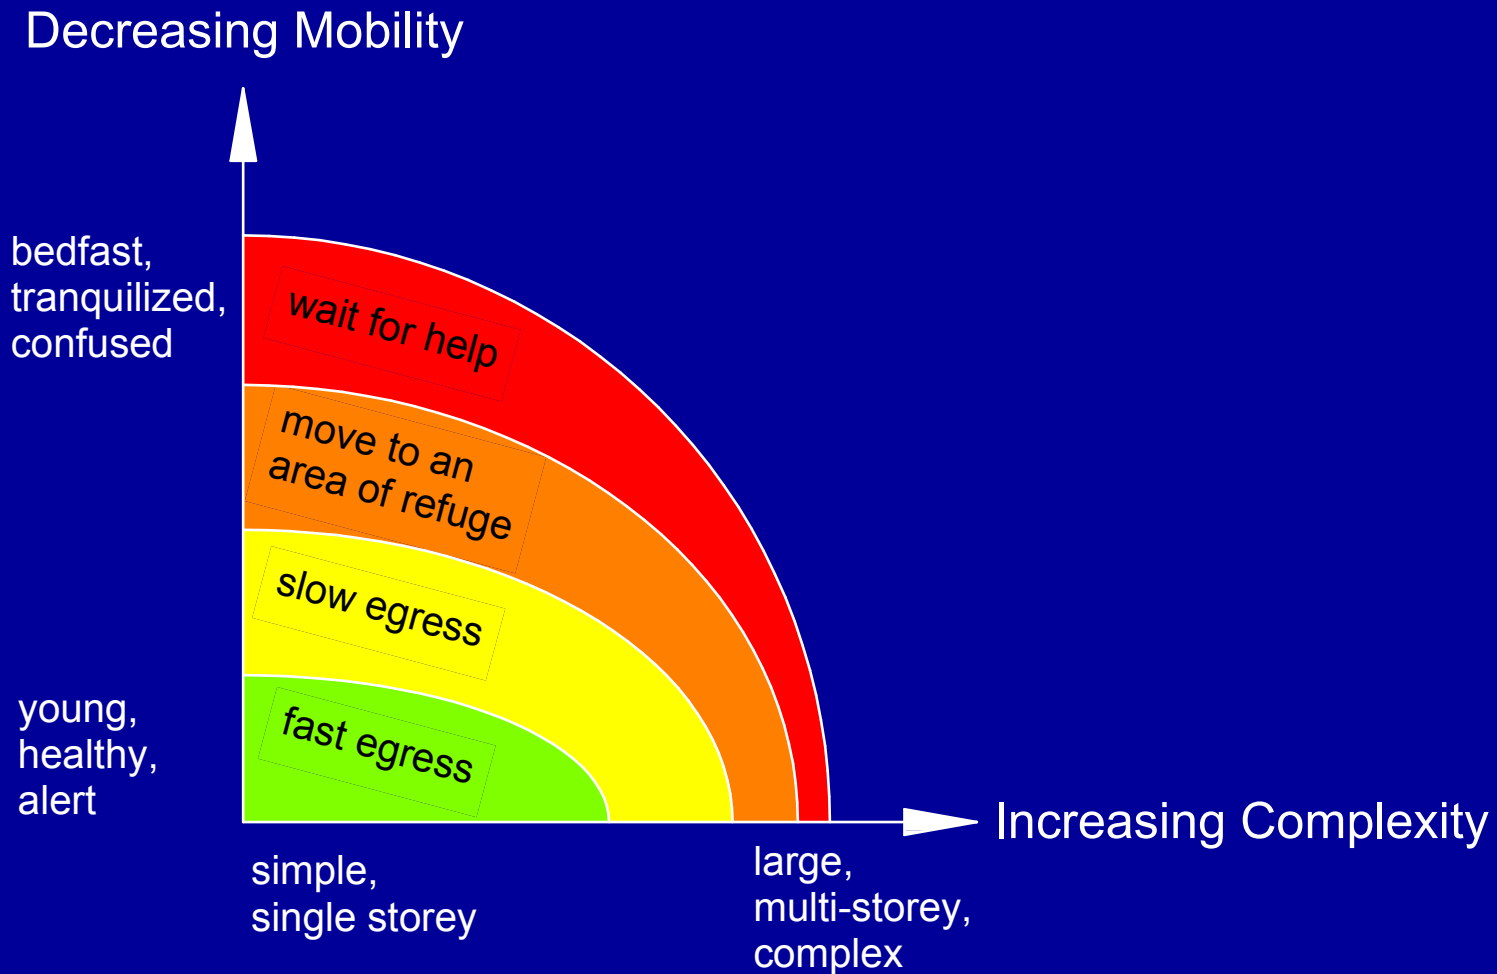 Decreasing Mobility
bedfast,
tranquilized,
confused
wait for help
move to an
area of refuge
slow egress
fast egress
young,
healthy,
alert
Increasing Complexity
simple,
single storey
large,
multi-storey,
complex